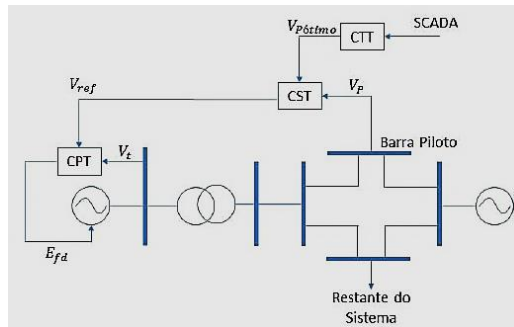 SCADA
V_Pótimo
CTT
V_ref
CST
V_P
Barra Piloto
CPT
V_t
E_fd
Restante do
Sistema